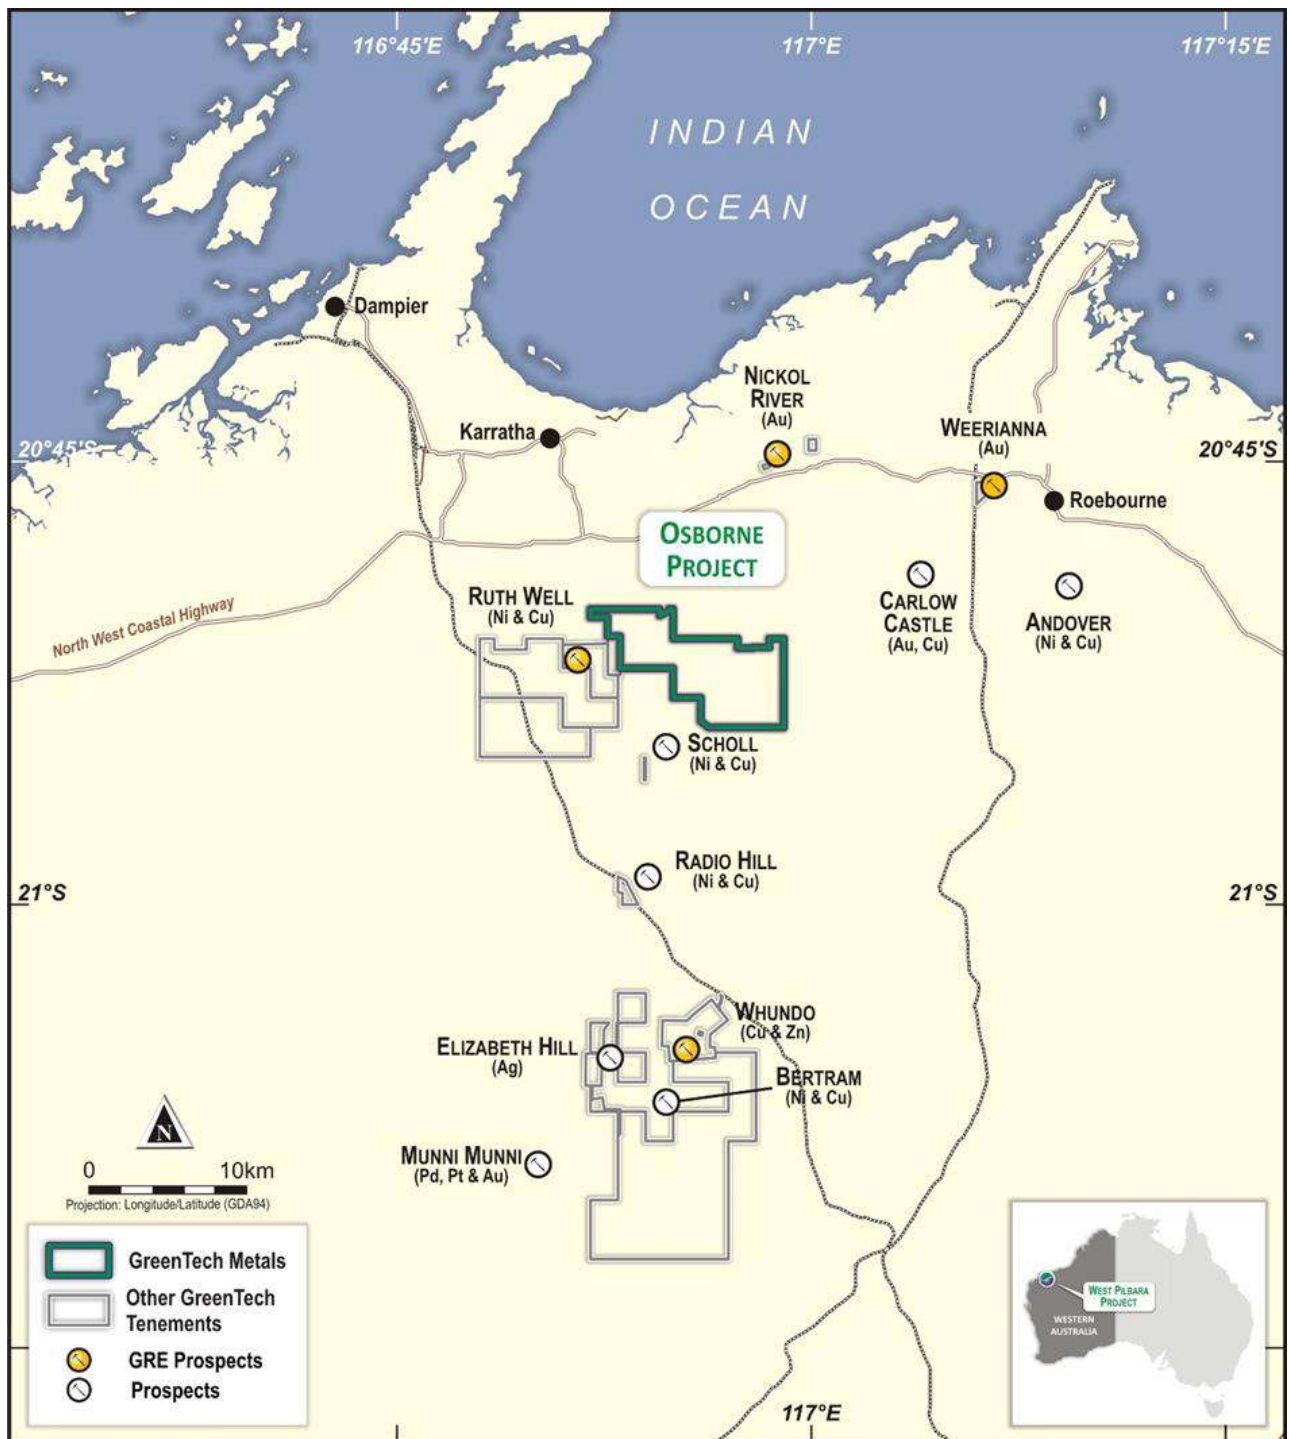 116°45'E
117°E
117°15'E
INDIAN
OCEAN
Dampier
NICKOL
RIVER
(Au)
Karratha
WEERIANNA
(Au)
20°45'S
20°45'S
Roebourne
OSBORNE
PROJECT
RUTH WELL
(Ni & Cu)
CARLOW
CASTLE
(Au, Cu)
ANDOVER
(Ni & Cu)
North West Coastal Highway
SCHOLL
(Ni & Cu)
RADIO HILL
(Ni & Cu)
21°S
21°S
WHUNDO
(Cu & Zn)
ELIZABETH HILL
(Ag)
BERTRAM
(Ni & Cu)
MUNNI MUNNI
(Pd, Pt & Au)
N
0 10km
Projection: Longitude/Latitude (GDA94)
GreenTech Metals
Other GreenTech
Tenements
GRE Prospects
Prospects
WEST PILBARA
PROJECT
WESTERN
AUSTRALIA
117°E